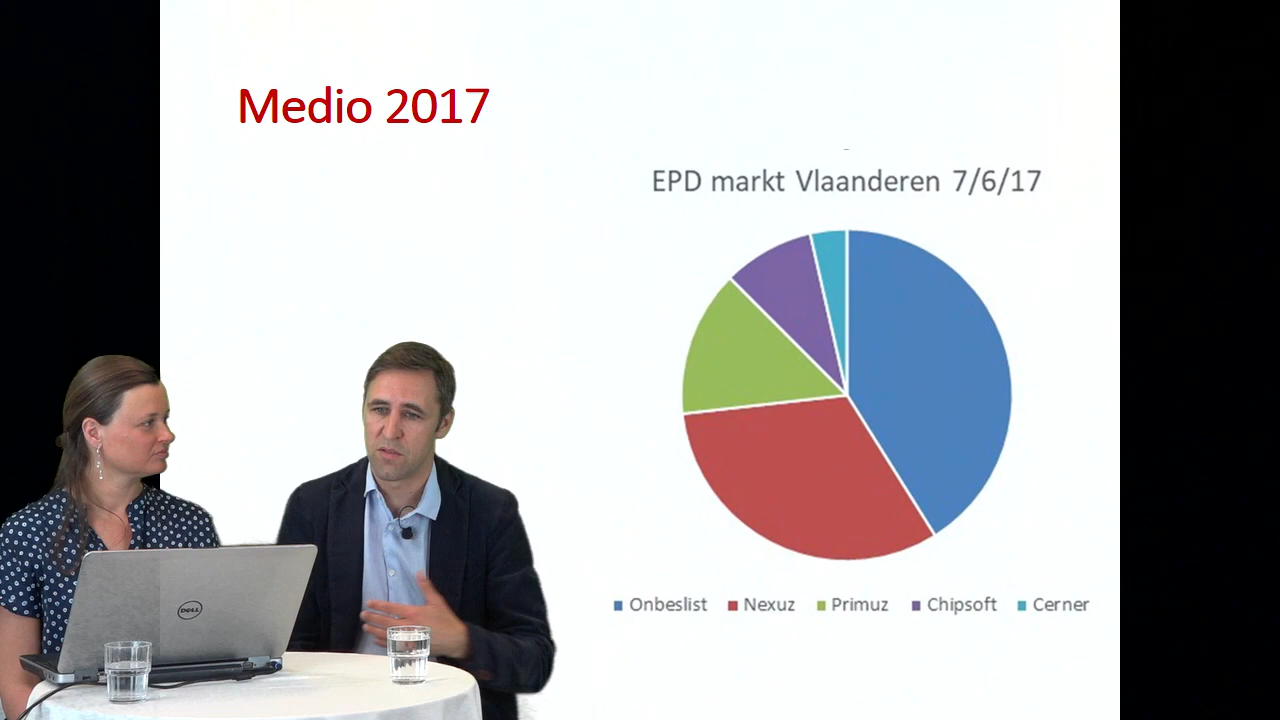 Medio 2017
EPD markt Vlaanderen 7/6/17
Onbeslist Nexuz Primuz Chipsoft Cerner
DELL